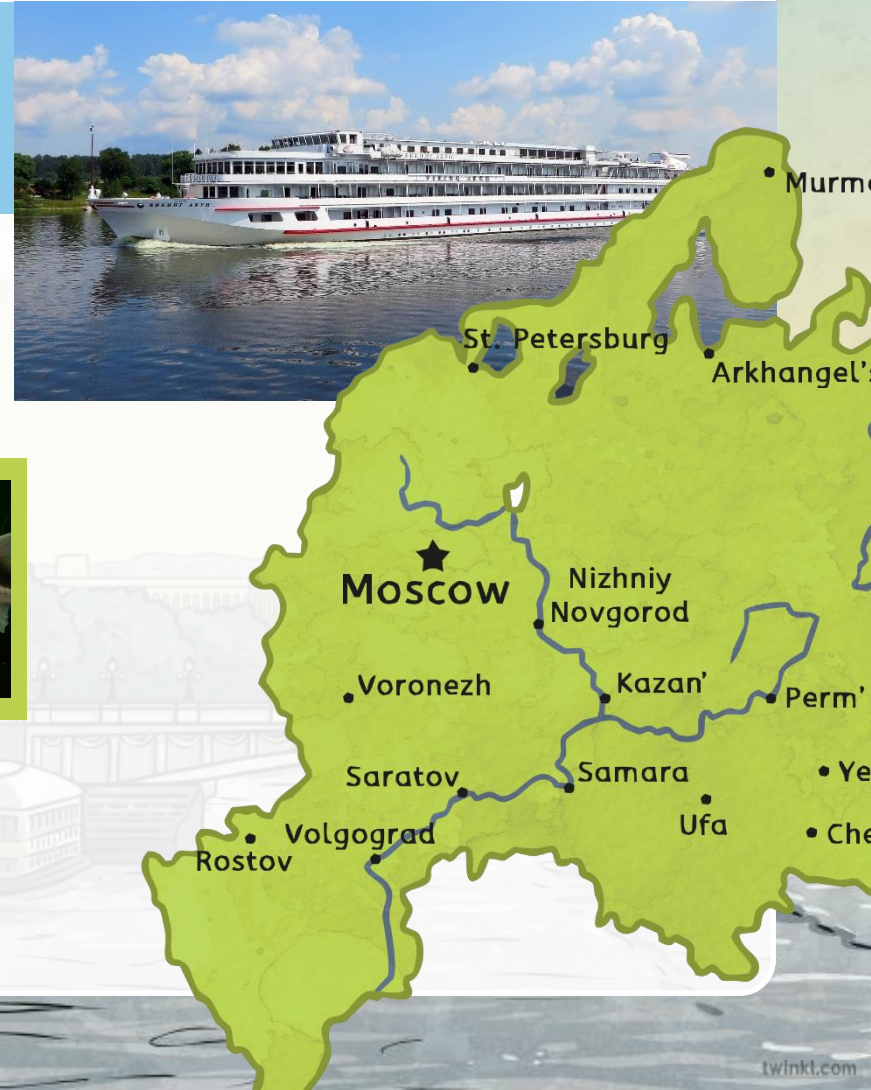 Murm
St. Petersburg
Arkhangel'
Moscow
Nizhniy
Novgorod
Voronezh
Kazan'
Perm'
Saratov
Samara
Ye
Ufa
Volgograd
Che
Rostov
twinkl.com